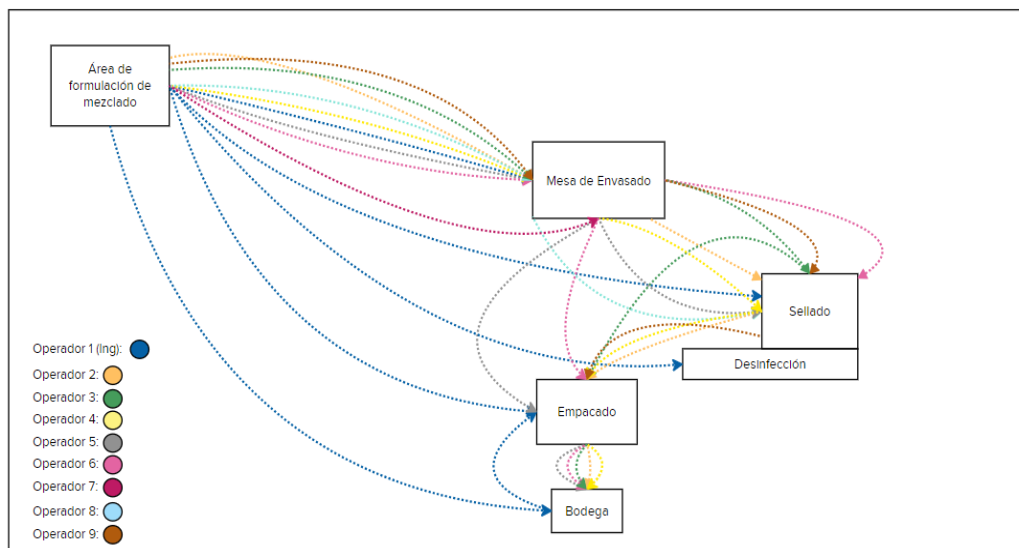 Área de
formulación de
mezclado
Mesa de Envasado
Sellado
Desinfección
Empacado
Bodega
Operador 1 (Ing):
Operador 2:
Operador 3:
Operador 4:
Operador 5:
Operador 6:
Operador 7:
Operador 8:
Operador 9: